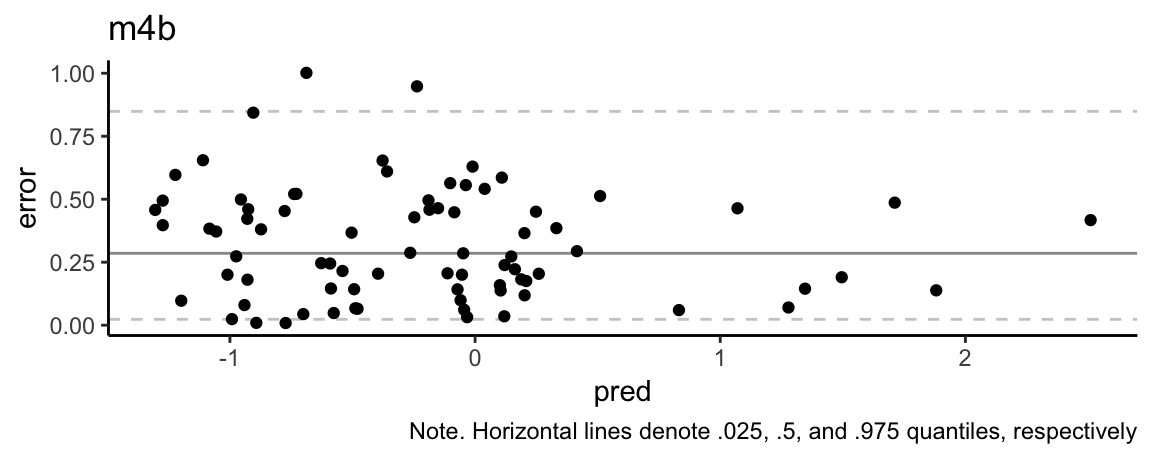 m4b
1.00
0.75
0.50
0.25
0.00
error
-1 0 1 2
pred
Note. Horizontal lines denote .025, .5, and .975 quantiles, respectively